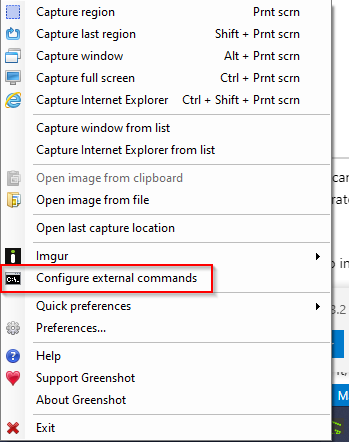 Capture region Prnt scrn
Capture last region Shift + Prnt scrn
Capture window Alt + Prnt scrn
Capture full screen Ctrl + Prnt scrn
Capture Internet Explorer Ctrl + Shift + Prnt scrn
Capture window from list
Capture Internet Explorer from list
Open image from clipboard
Open image from file
Open last capture location
i Imgur
C:\. Configure external commands
Quick preferences
Preferences...
Help
Support Greenshot
About Greenshot
Exit